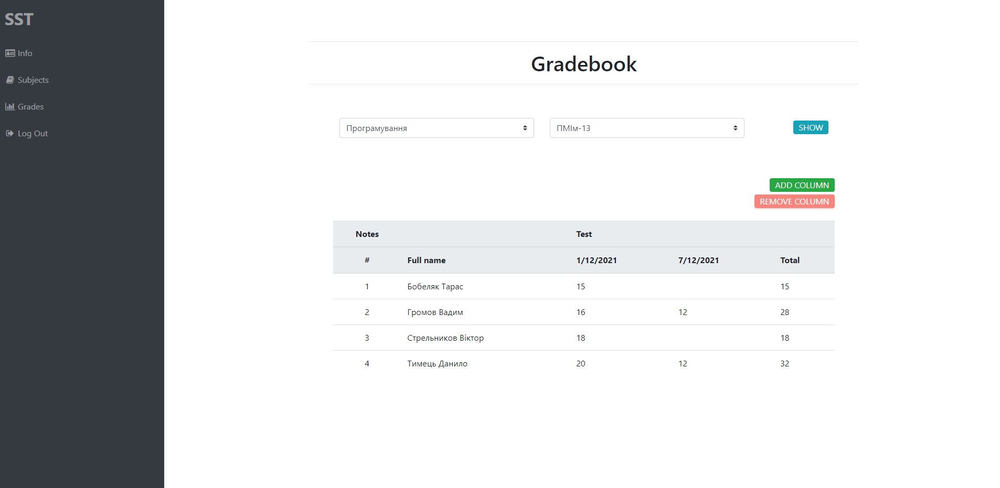 SST
Info
Subjects
Grades
Log Out
Gradebook
Програмування
ПМІм-13
SHOW
ADD COLUMN
REMOVE COLUMN
Notes Test
# Full name 1/12/2021 7/12/2021 Total
1 Бобеляк Тарас 15 15
2 Громов Вадим 16 12 28
3 Стрельников Віктор 18 18
4 Тимець Данило 20 12 32